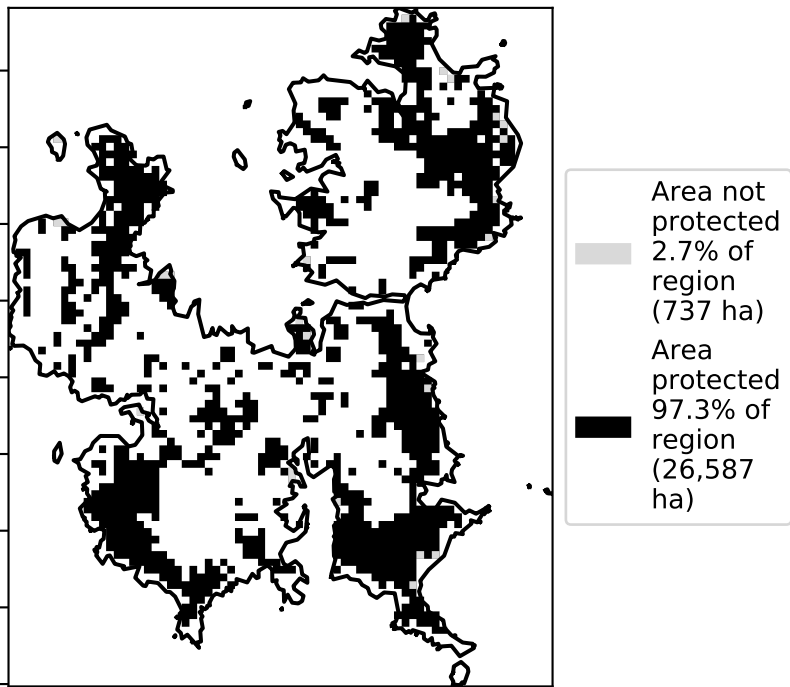 Area not
protected
2.7% of
region
(737 ha)
Area
protected
97.3% of
region
(26,587
ha)